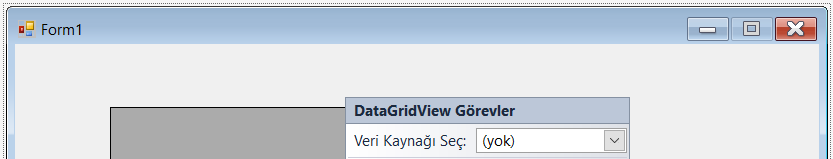 Form1
DataGridView Görevler
Veri Kaynağı Seç: (yok)